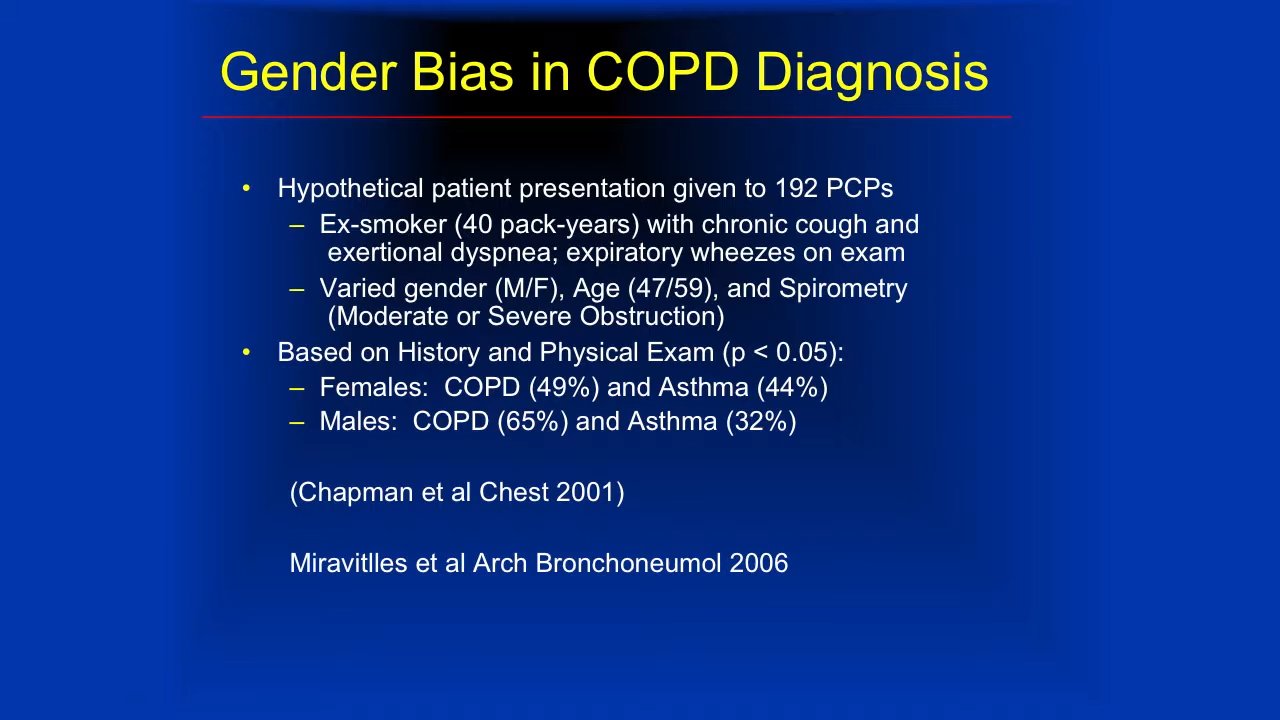 Gender Bias in COPD Diagnosis
• Hypothetical patient presentation given to 192 PCPs
– Ex-smoker (40 pack-years) with chronic cough and
exertional dyspnea; expiratory wheezes on exam
– Varied gender (M/F), Age (47/59), and Spirometry
(Moderate or Severe Obstruction)
• Based on History and Physical Exam (p < 0.05):
– Females: COPD (49%) and Asthma (44%)
– Males: COPD (65%) and Asthma (32%)
(Chapman et al Chest 2001)
Miravitlles et al Arch Bronchoneumol 2006